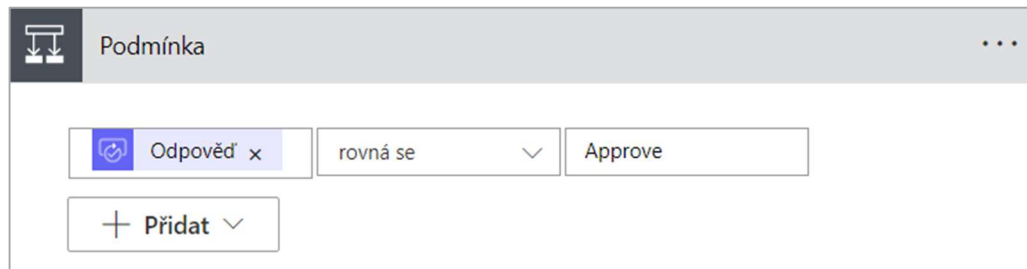 Podmínka
Odpověď × rovná se Approve
+ Přidat